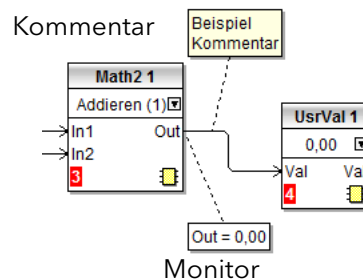 Kommentar
Beispiel
Kommentar
Math2 1
Addieren (1)
In1 Out
In2
3
UsrVal 1
0,00
Val Va
4
Out = 0,00
Monitor